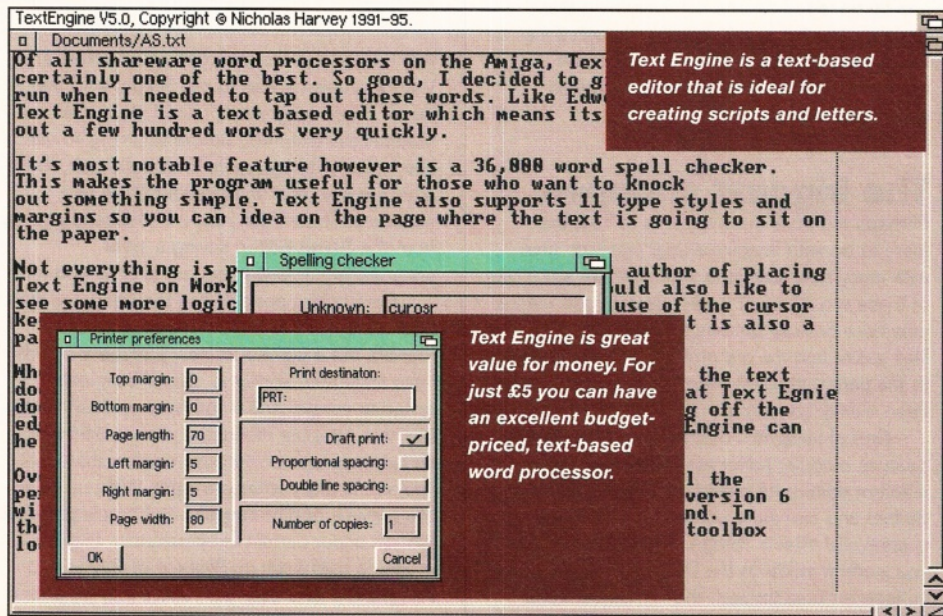 TextEngine V5.0, Copyright © Nicholas Harvey 1991-95.
Documents/AS.txt
Of all shareware word processors on the Amiga, Tex
certainly one of the best. So good, I decided to g
run when I needed to tap out these words. Like Edw
Text Engine is a text based editor which means its
out a few hundred words very quickly.
Text Engine is a text-based
editor that is ideal for
creating scripts and letters.
It's most notable feature however is a 36,000 word spell checker.
This makes the program useful for those who want to knock
out something simple. Text Engine also supports 11 type styles and
margins so you can idea on the page where the text is going to sit on
the paper.
Not everything is p author of placing
Text Engine on Work uld also like to
see some more logic use of the cursor
ke t is also a
pa
Spelling checker
Unknown: curosr
Printer preferences
Top margin: 0
Bottom margin: 0
Page length: 70
Left margin: 5
Right margin: 5
Page width: 80
Print destinaton:
PRT:
Draft print:
Proportional spacing:
Double line spacing:
Number of copies: 1
OK
Cancel
Text Engine is great
value for money. For
just £5 you can have
an excellent budget-
priced, text-based
word processor.
Wh the text
do at Text Egnie
do g off the
ed Engine can
he
Ov l the
pe version 6
wi nd. In
th toolbox
lo